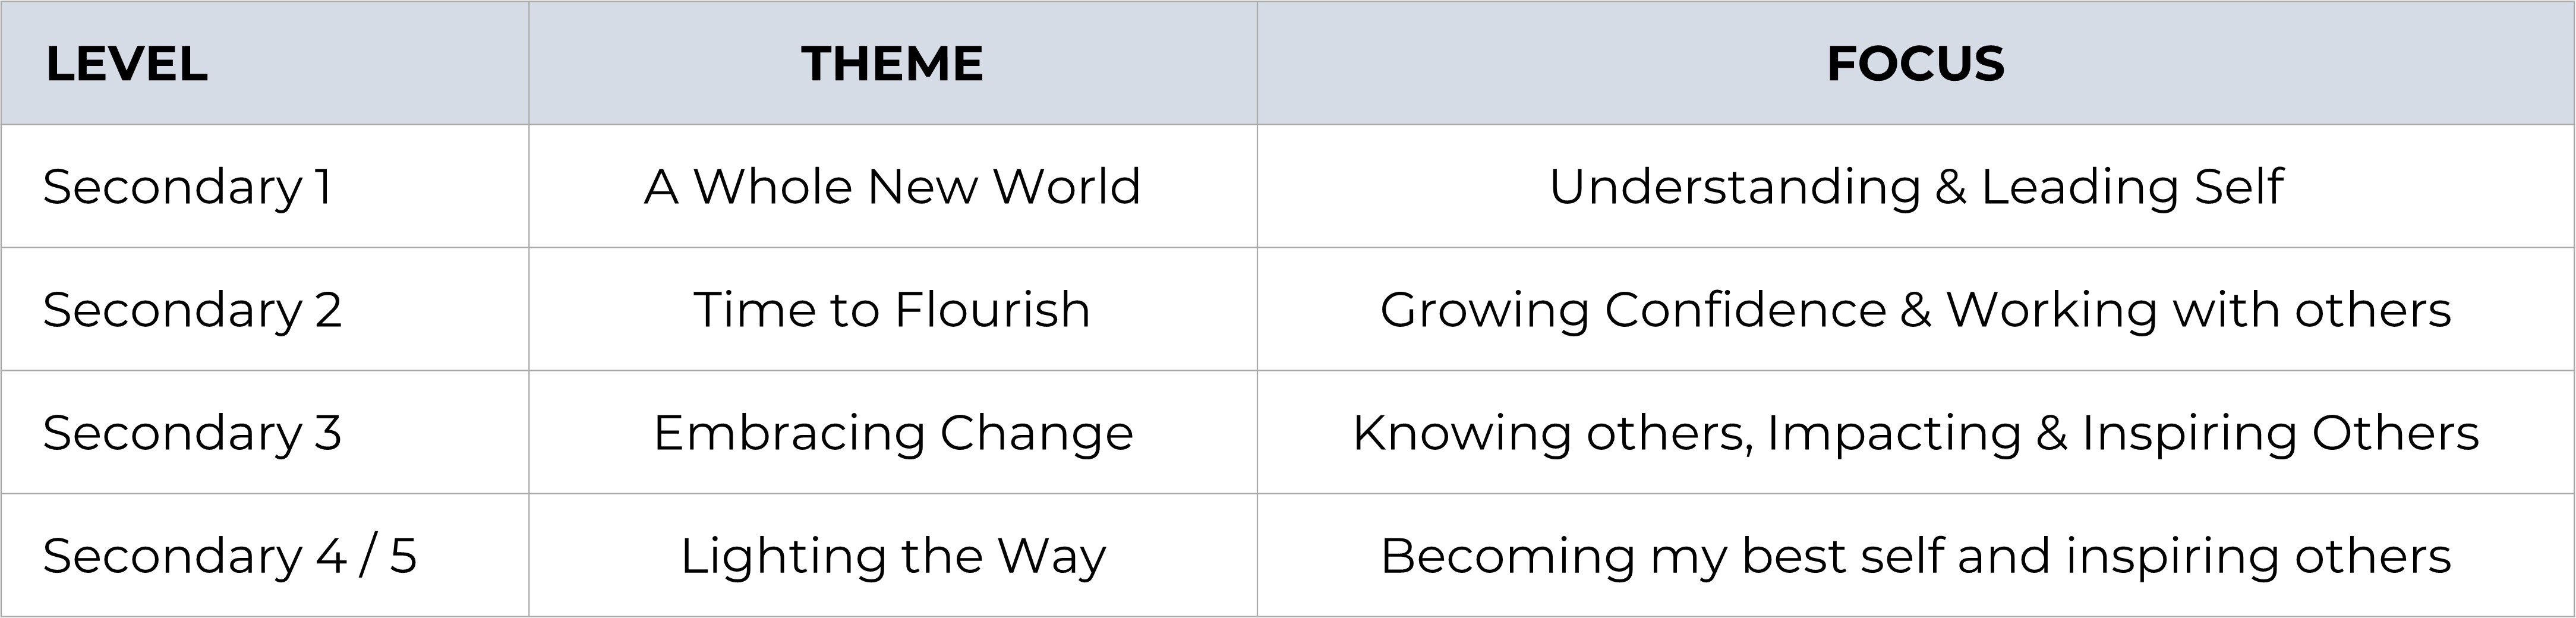 LEVEL THEME FOCUS
Secondary 1 A Whole New World Understanding & Leading Self
Secondary 2 Time to Flourish Growing Confidence & Working with others
Secondary 3 Embracing Change Knowing others, Impacting & Inspiring Others
Secondary 4 / 5 Lighting the Way Becoming my best self and inspiring others